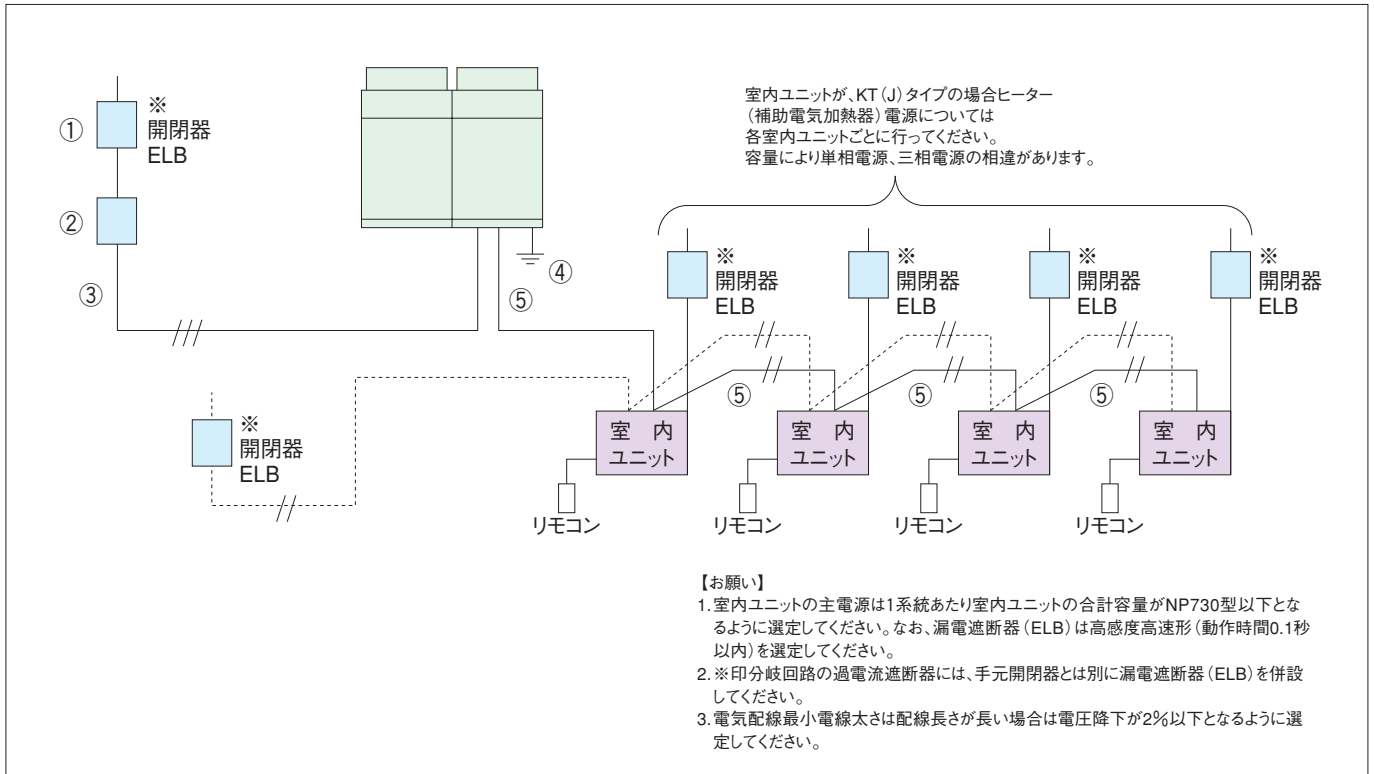 ①
※
開閉器
ELB
②
③
④
⑤
室内ユニットが、KT(J)タイプの場合ヒーター
(補助電気加熱器)電源については
各室内ユニットごとに行ってください。
容量により単相電源、三相電源の相違があります。
※
開閉器
ELB
※
開閉器
ELB
※
開閉器
ELB
※
開閉器
ELB
※
開閉器
ELB
⑤
⑤
⑤
室 内
ユニット
室 内
ユニット
室 内
ユニット
室 内
ユニット
リモコン
リモコン
リモコン
リモコン
【お願い】
1.室内ユニットの主電源は1系統あたり室内ユニットの合計容量がNP730型以下とな
るように選定してください。なお、漏電遮断器(ELB)は高感度高速形(動作時間0.1秒
以内)を選定してください。
2.※印分岐回路の過電流遮断器には、手元開閉器とは別に漏電遮断器(ELB)を併設
してください。
3.電気配線最小電線太さは配線長さが長い場合は電圧降下が2%以下となるように選
定してください。